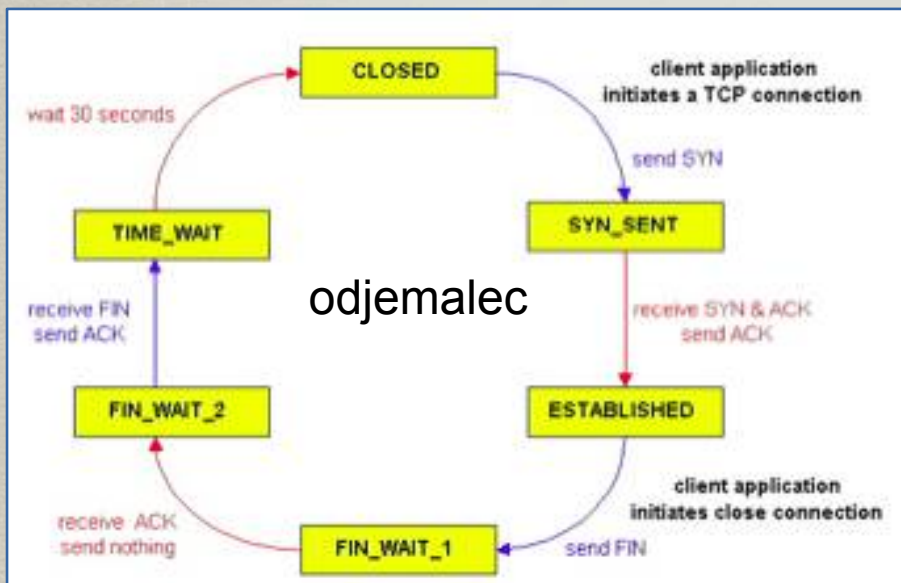 CLOSED
client application
initiates a TCP connection
wait 30 seconds
send SYN
TIME_WAIT
SYN_SENT
odjemalec
receive FIN
send ACK
receive SYN & ACK
send ACK
FIN_WAIT_2
ESTABLISHED
client application
initiates close connection
receive ACK
send nothing
FIN_WAIT_1
send FIN